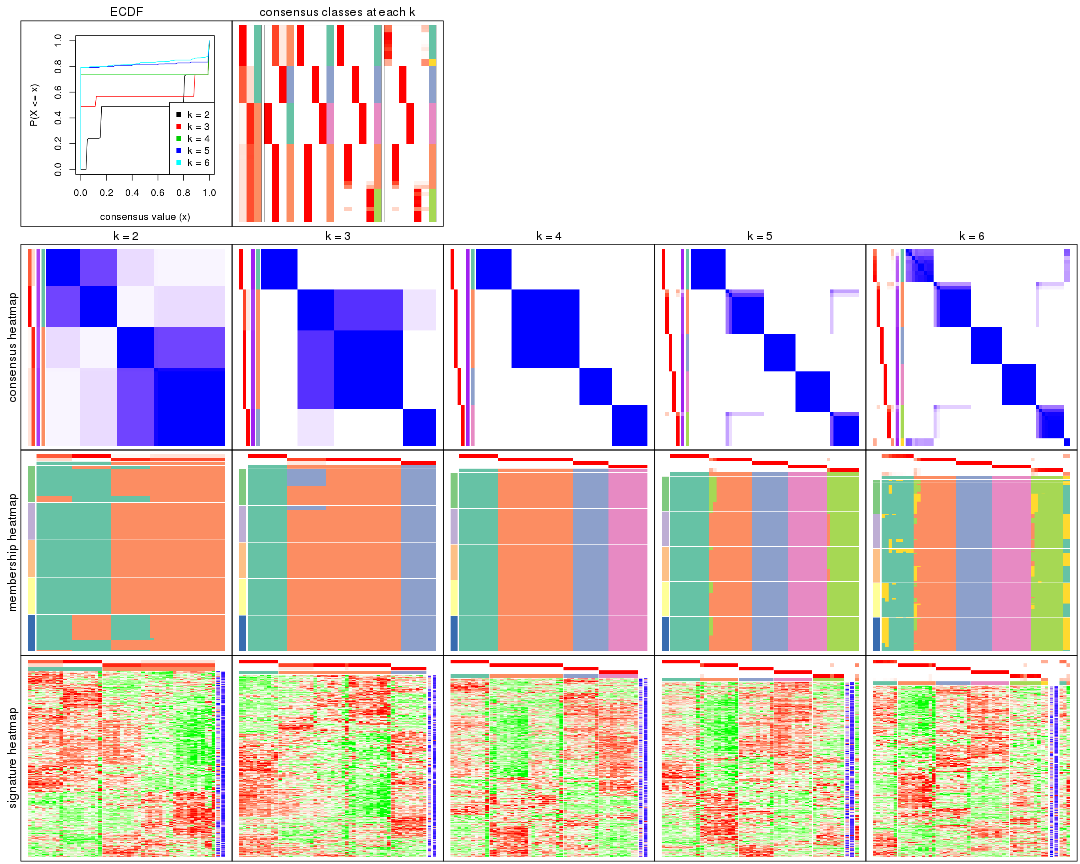 ECDF
consensus classes at each k
P(X <= x)
0.0 0.2 0.4 0.6 0.8 1.0
k = 2
k = 3
k = 4
k = 5
k = 6
0.0 0.2 0.4 0.6 0.8 1.0
consensus value (x)
k = 2 k = 3 k = 4 k = 5 k = 6
consensus heatmap
membership heatmap
signature heatmap